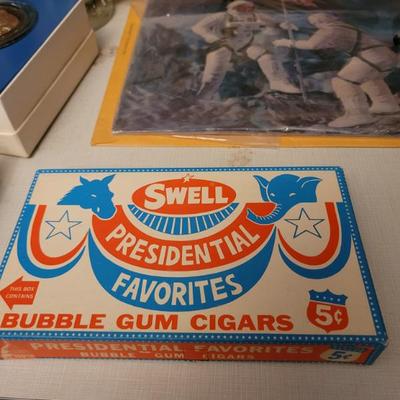 SWELL
PRESIDENTIAL
FAVORITES
THIS BOX
CONTAINS
BUBBLE GUM CIGARS
5¢
PRESIDENTIAL FAVORITES
5¢
BUBBLE GUM CIGARS